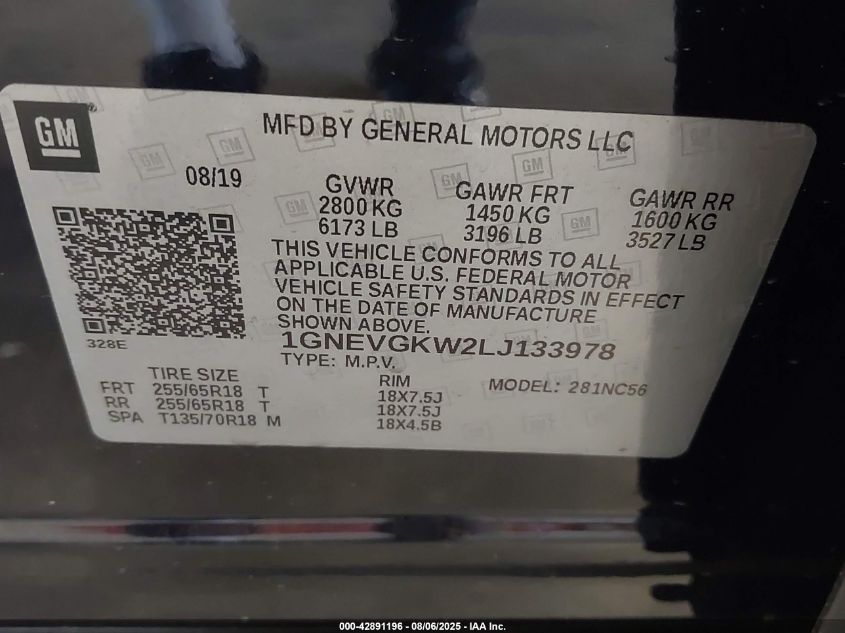 GM
MFD BY GENERAL MOTORS LLC
08/19
GVWR
2800 KG
6173 LB
GAWR FRT
1450 KG
3196 LB
GAWR RR
1600 KG
3527 LB
THIS VEHICLE CONFORMS TO ALL
APPLICABLE U.S. FEDERAL MOTOR
VEHICLE SAFETY STANDARDS IN EFFECT
ON THE DATE OF MANUFACTURE
SHOWN ABOVE.
328E
1GNEVGKW2LJ133978
TYPE: M.P.V.
MODEL: 281NC56
TIRE SIZE RIM
FRT 255/65R18 T 18X7.5J
RR 255/65R18 T 18X7.5J
SPA T135/70R18 M 18X4.5B
000-42891196 - 08/06/2025 - IAA Inc.